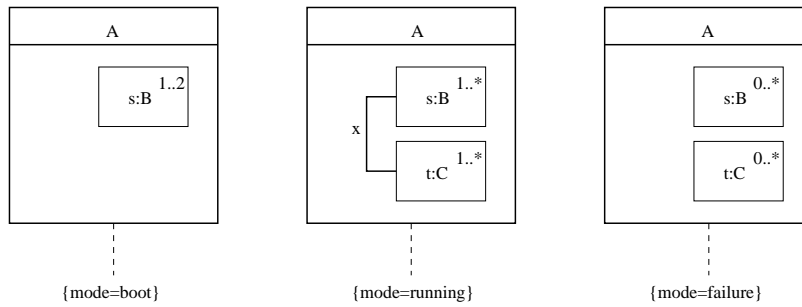 A
1..2
s:B
{mode=boot}
A
1..*
s:B
x
1..*
t:C
{mode=running}
A
0..*
s:B
0..*
t:C
{mode=failure}